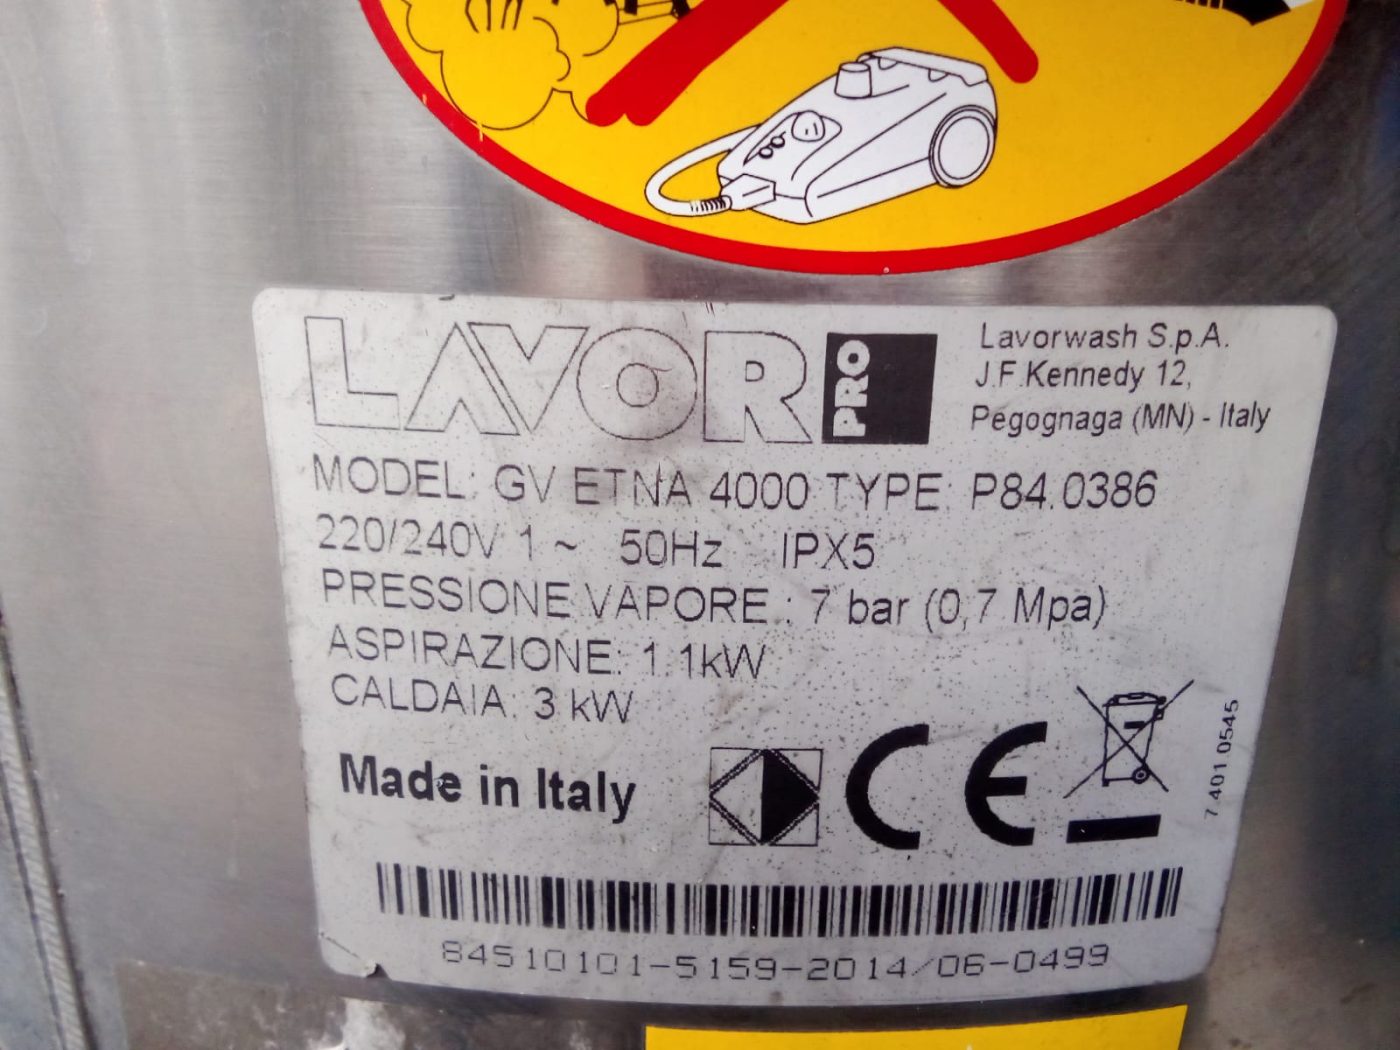 LAVOR PRO
Lavorwash S.p.A.
J.F.Kennedy 12,
Pegognaga (MN) - Italy
MODEL: GV ETNA 4000 TYPE: P84.0386
220/240V 1 ~ 50Hz IPX5
PRESSIONE VAPORE.: 7 bar (0,7 Mpa)
ASPIRAZIONE: 1.1kW
CALDAIA: 3 kW
Made in Italy
CE
7.401.0545
84510101-5159-2014/06-0499